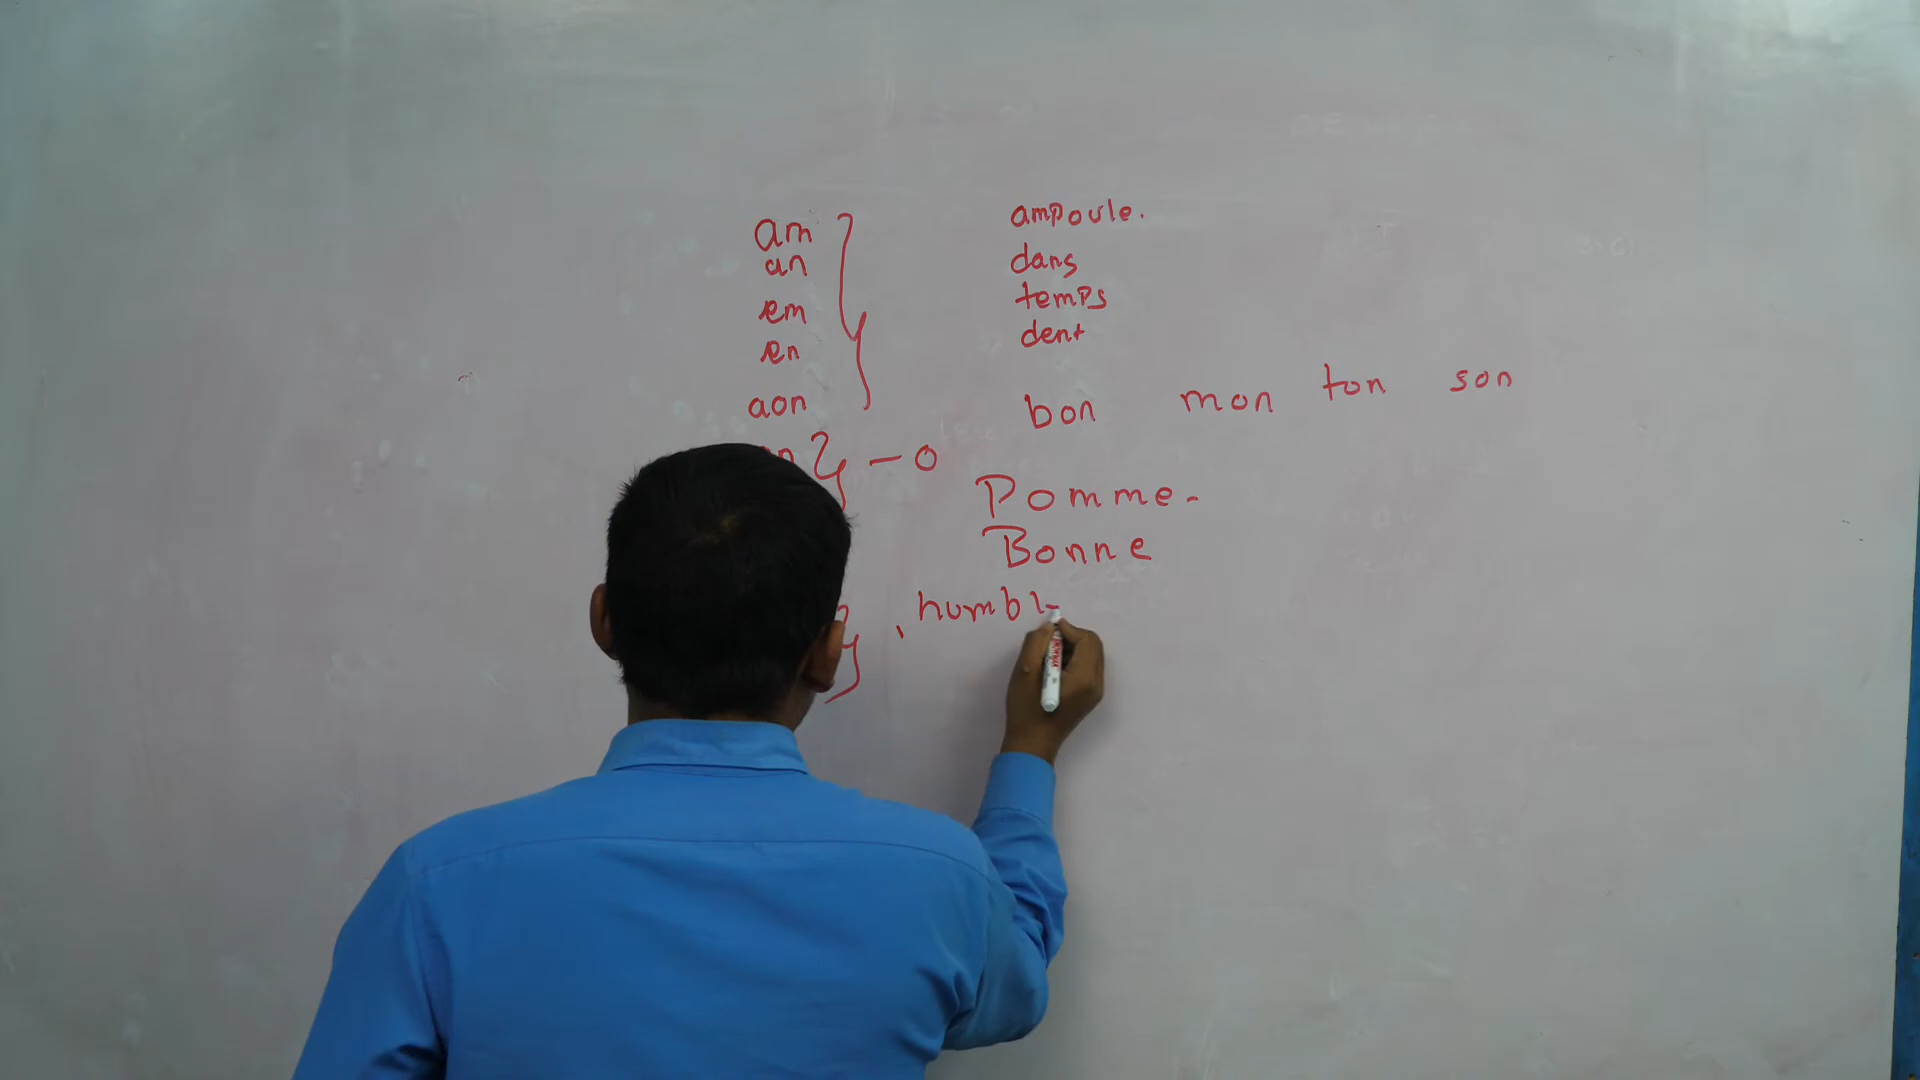 am ampoule.
an dans
em temps
en dent
aon bon mon ton son
n } - o
Pomme-
Bonne
humbl